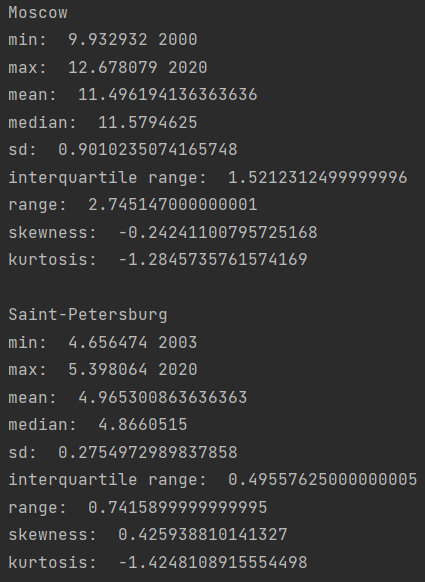 Moscow
min:  9.932932 2000
max:  12.678079 2020
mean:  11.496194136363636
median:  11.5794625
sd:  0.9010235074165748
interquartile range:  1.5212312499999996
range:  2.745147000000001
skewness:  -0.24241100795725168
kurtosis:  -1.2845735761574169

Saint-Petersburg
min:  4.656474 2003
max:  5.398064 2020
mean:  4.965300863636363
median:  4.8660515
sd:  0.2754972989837858
interquartile range:  0.49557625000000005
range:  0.7415899999999995
skewness:  0.425938810141327
kurtosis:  -1.4248108915554498